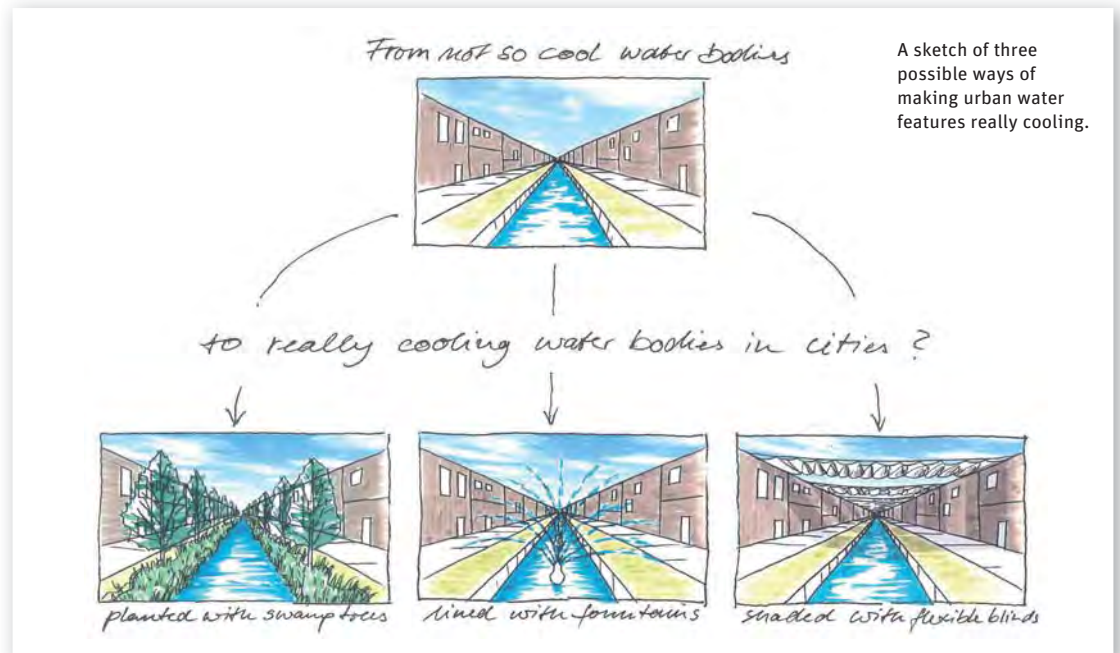 From not so cool water bodies
A sketch of three
possible ways of
making urban water
features really cooling.
to really cooling water bodies in cities ?
planted with swamp trees
lined with fountains
shaded with flexible blinds